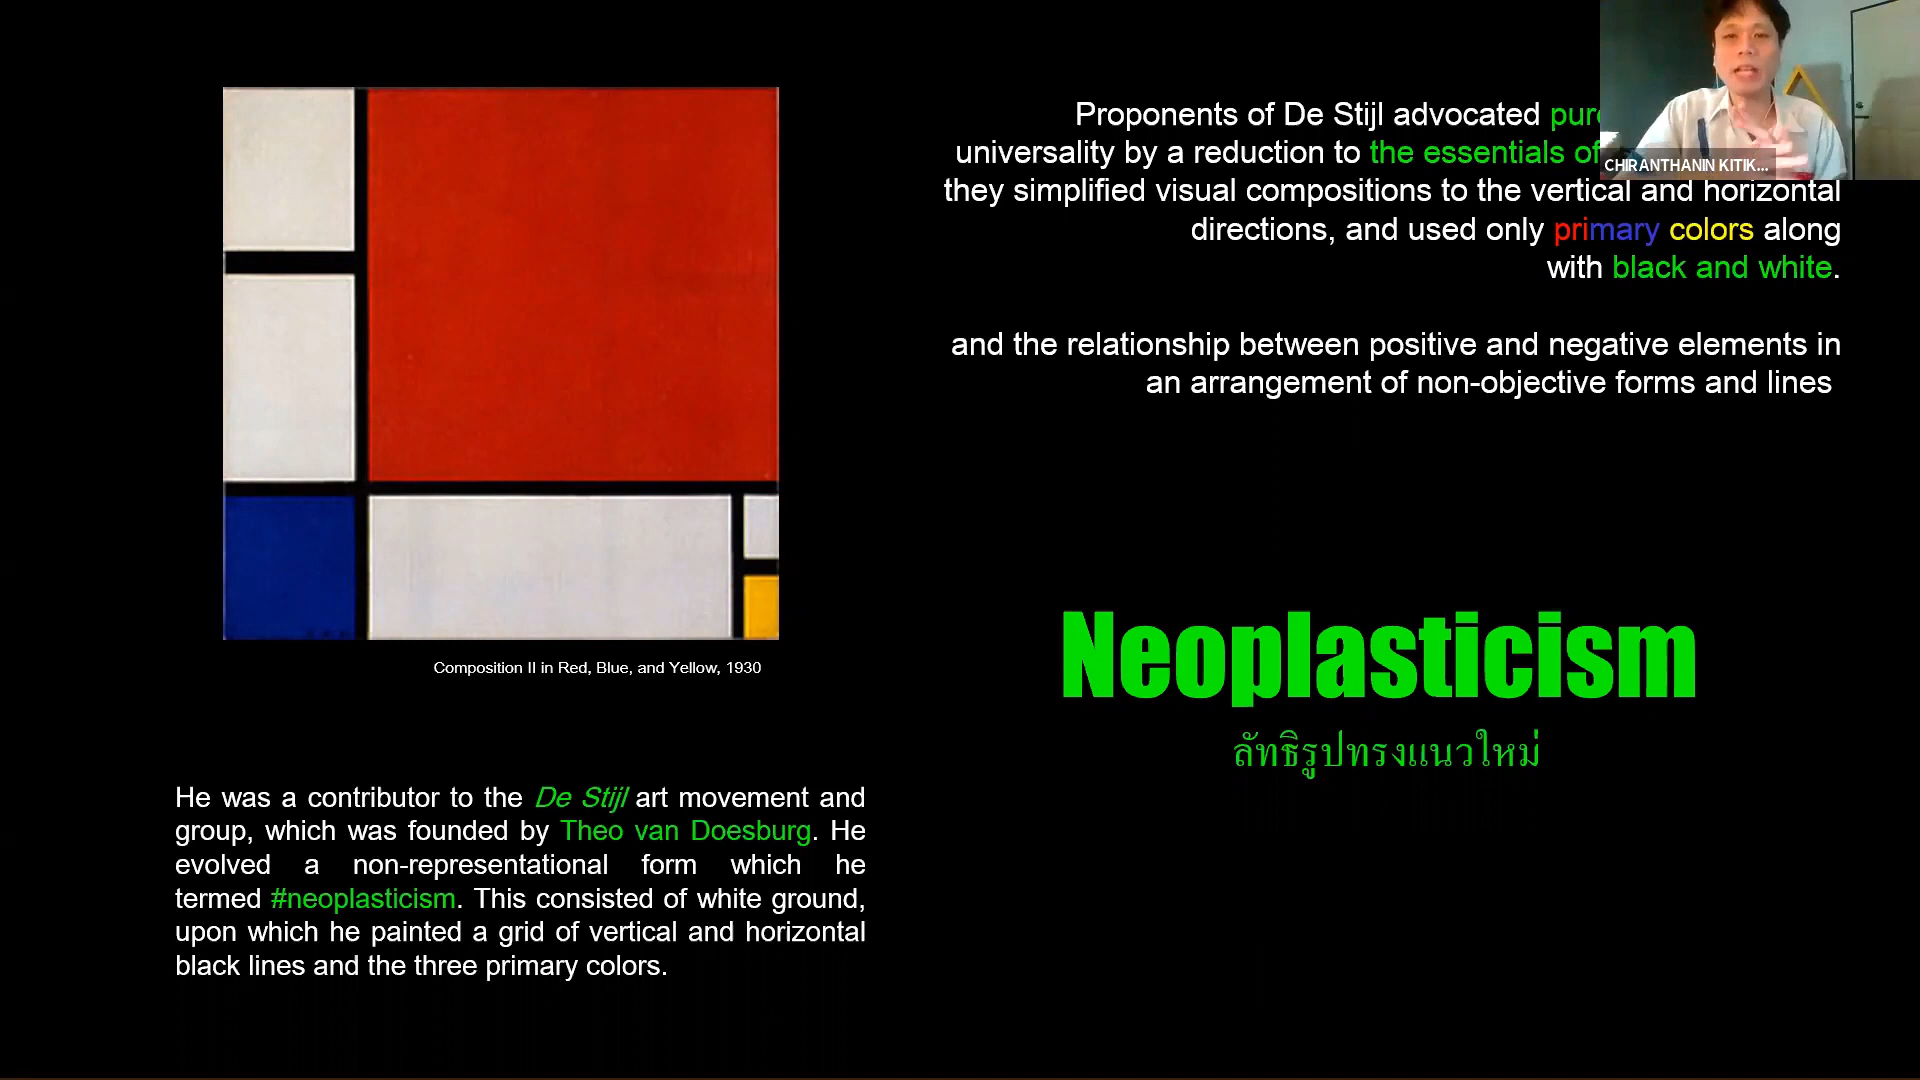 Proponents of De Stijl advocated
universality by a reduction to the essentials of
they simplified visual compositions to the vertical and horizontal
directions, and used only primary colors along
with black and white.
and the relationship between positive and negative elements in
an arrangement of non-objective forms and lines
CHIRANTHANIN KITIK...
Composition II in Red, Blue, and Yellow, 1930
Neoplasticism
ลัทธิรูปทรงแนวใหม่
He was a contributor to the De Stijl art movement and
group, which was founded by Theo van Doesburg. He
evolved a non-representational form which he
termed #neoplasticism. This consisted of white ground,
upon which he painted a grid of vertical and horizontal
black lines and the three primary colors.